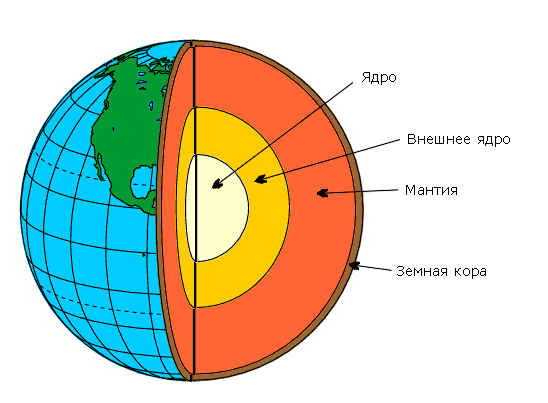 Ядро
Внешнее ядро
Мантия
Земная кора